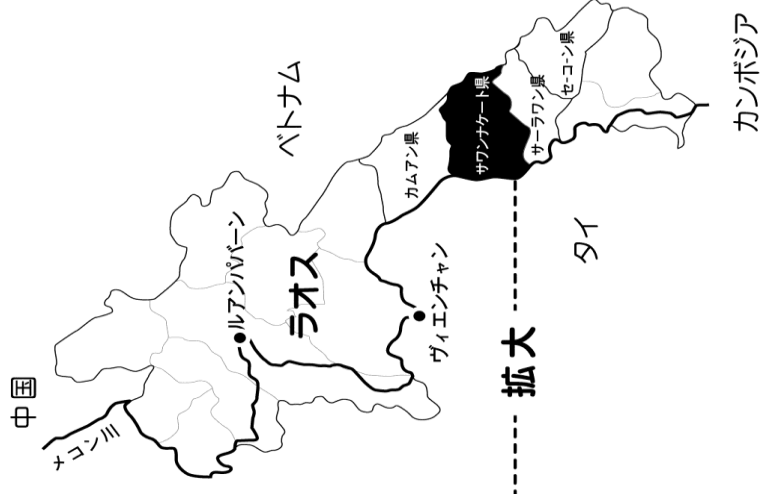 中国
メコン川
ベトナム
ルアンパバーン
ラオス
ヴィエンチャン
カムアン県
サワンナケート県
サーラワン県
セーコーン県
タイ
カンボジア
拡大